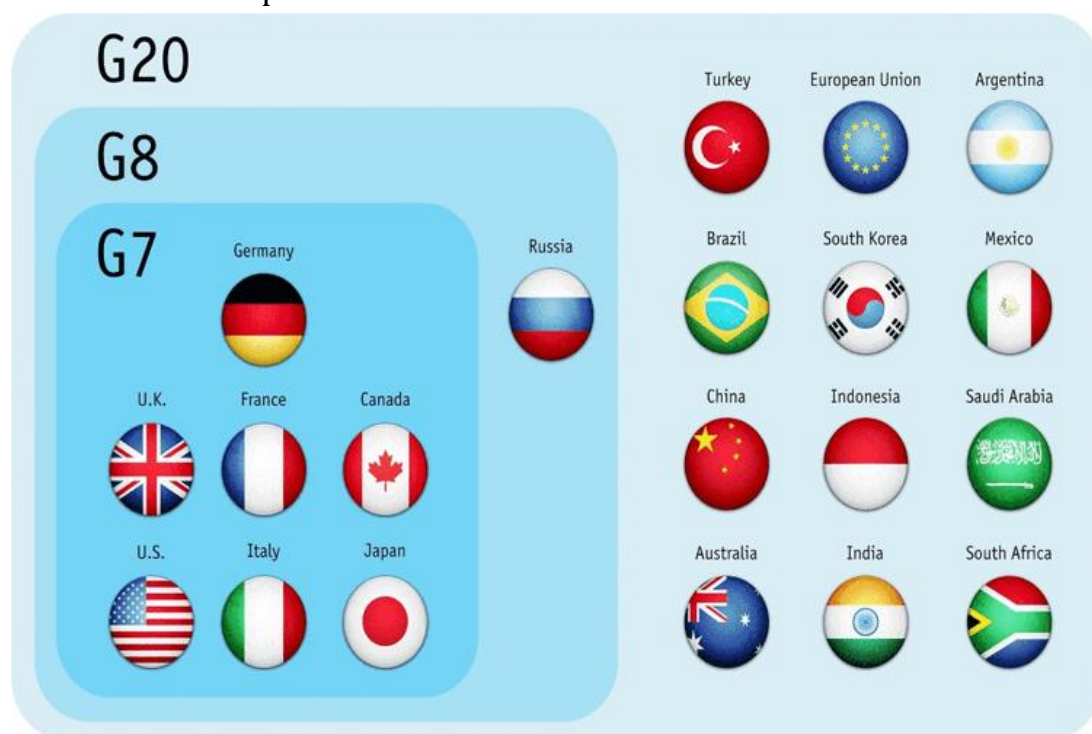 G20
Turkey European Union Argentina
G8
G7
Germany
Russia
Brazil South Korea Mexico
U.K. France Canada
China Indonesia Saudi Arabia
U.S. Italy Japan
Australia India South Africa